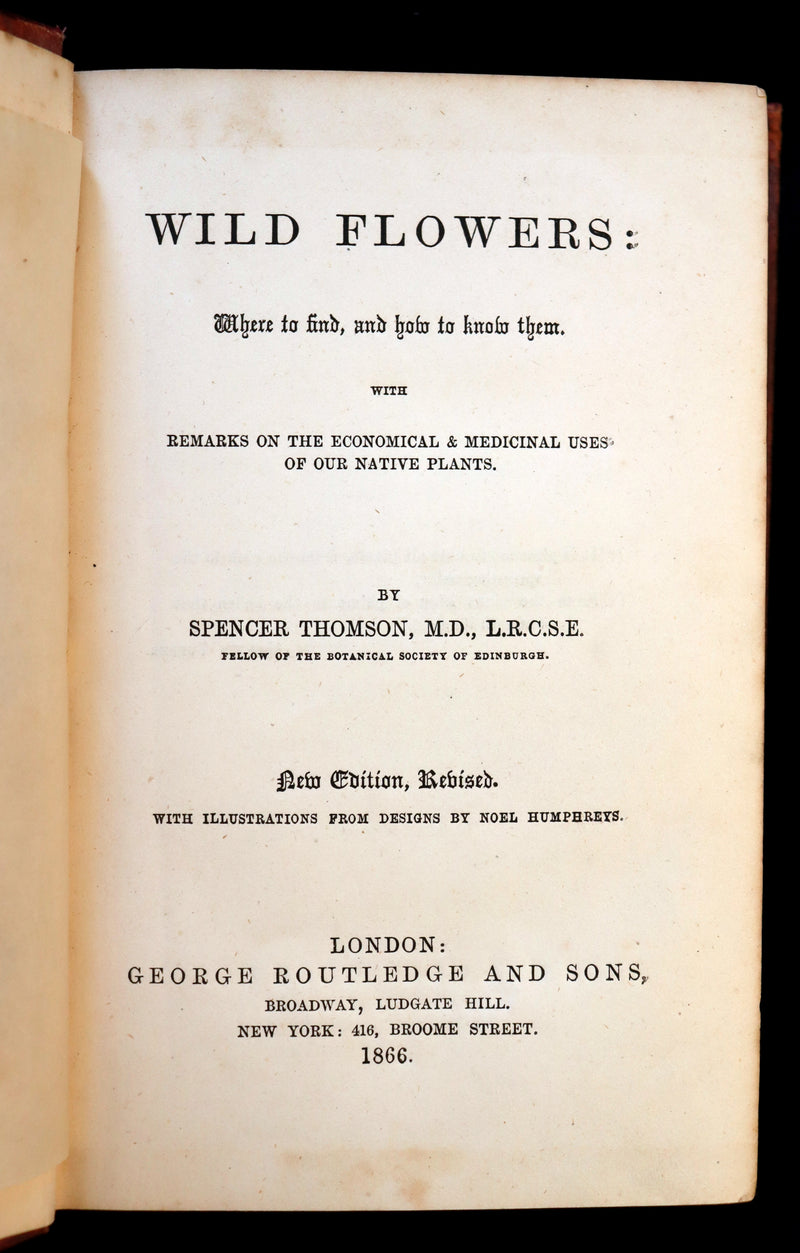 WILD FLOWERS:
Where to find, and how to know them.
WITH
REMARKS ON THE ECONOMICAL & MEDICINAL USES
OF OUR NATIVE PLANTS.
BY
SPENCER THOMSON, M.D., L.R.C.S.E.
FELLOW OF THE BOTANICAL SOCIETY OF EDINBURGH.
New Edition, Revised.
WITH ILLUSTRATIONS FROM DESIGNS BY NOEL HUMPHREYS.
LONDON:
GEORGE ROUTLEDGE AND SONS,
BROADWAY, LUDGATE HILL.
NEW YORK: 416, BROOME STREET.
1866.